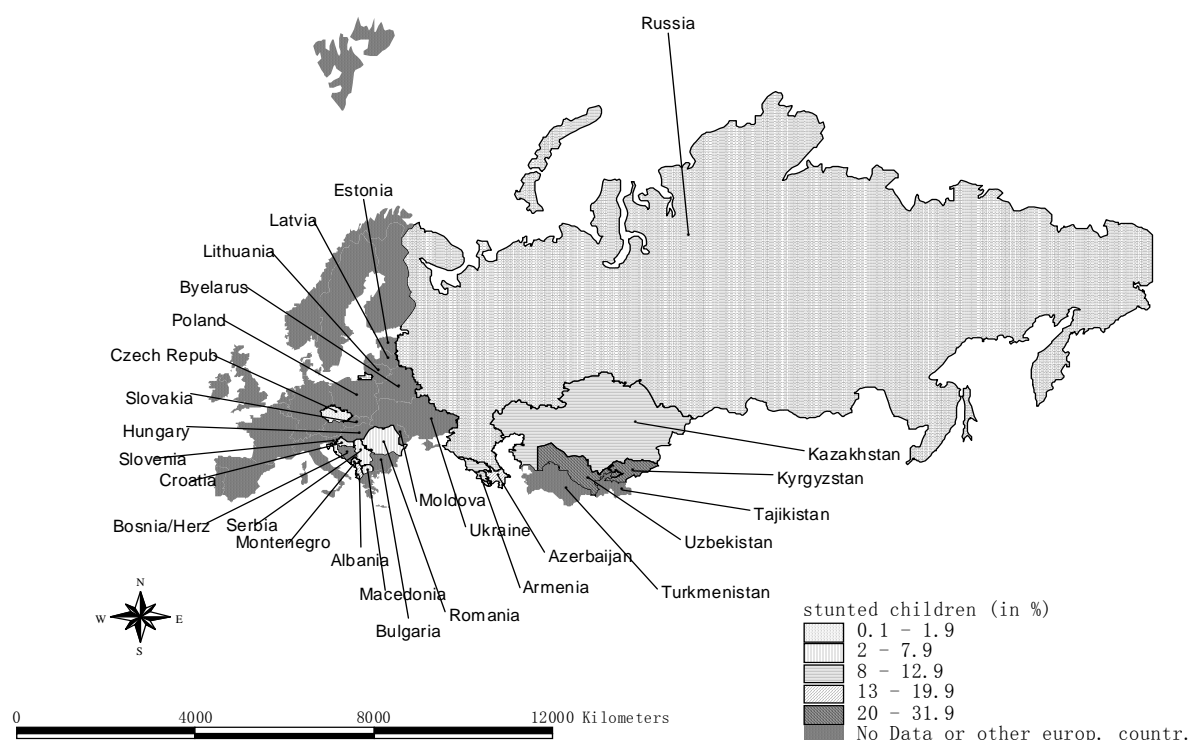 Russia
Estonia
Latvia
Lithuania
Byelarus
Poland
Czech Repub
Slovakia
Hungary
Slovenia
Croatia
Bosnia/Herz
Serbia
Montenegro
Albania
Macedonia
Bulgaria
Romania
Moldova
Ukraine
Azerbaijan
Armenia
Kazakhstan
Kyrgyzstan
Tajikistan
Uzbekistan
Turkmenistan
N
W E
S
0 4000 8000 12000 Kilometers
stunted children (in %)
0.1 - 1.9
2 - 7.9
8 - 12.9
13 - 19.9
20 - 31.9
No Data or other europ. countr.